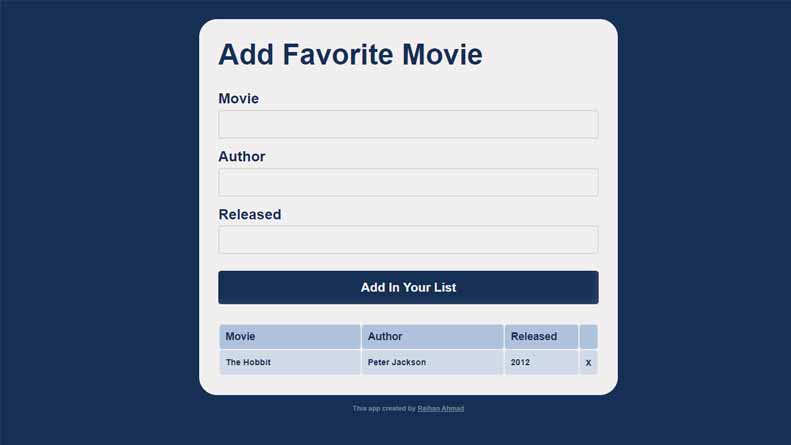 Add Favorite Movie
Movie
Author
Released
Add In Your List
Movie Author Released
The Hobbit Peter Jackson 2012 x
This app created by Raihan Ahmad